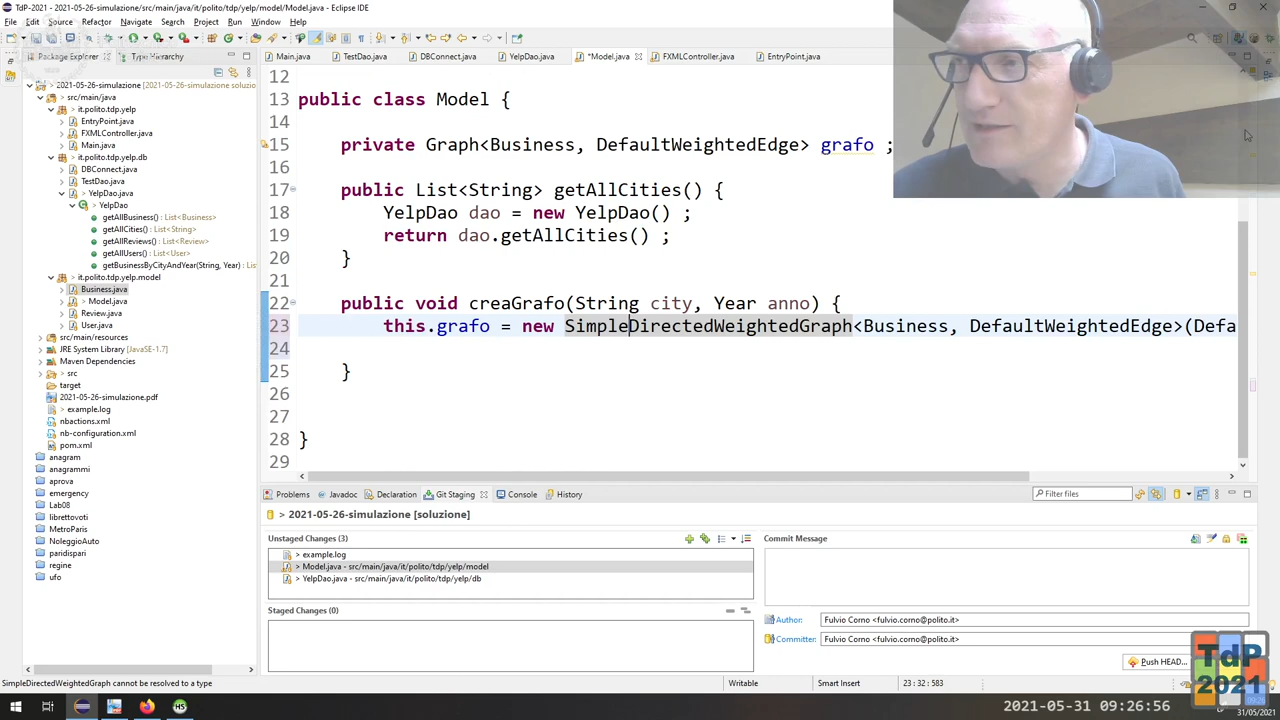 TdP-2021 - 2021-05-26-simulazione/src/main/java/it/polito/tdp/yelp/model/Model.java - Eclipse IDE
File Edit Source Refactor Navigate Search Project Run Window Help
Package Explorer Type Hierarchy
Main.java TestDao.java DBConnect.java YelpDao.java *Model.java FXMLController.java EntryPoint.java
2021-05-26-simulazione [2021-05-26-simulazione soluzio
src/main/java
it.polito.tdp.yelp
EntryPoint.java
FXMLController.java
Main.java
it.polito.tdp.yelp.db
DBConnect.java
TestDao.java
YelpDao.java
YelpDao
getAllBusiness() : List<Business>
getAllCities() : List<String>
getAllReviews() : List<Review>
getAllUsers() : List<User>
getBusinessByCityAndYear(String, Year) : Li
it.polito.tdp.yelp.model
Business.java
> Model.java
Review.java
User.java
src/main/resources
JRE System Library [JavaSE-1.7]
Maven Dependencies
src
target
2021-05-26-simulazione.pdf
> example.log
nbactions.xml
nb-configuration.xml
pom.xml
anagram
anagrammi
aprova
emergency
Lab08
librettovoti
MetroParis
NoleggioAuto
paridispari
regine
ufo
12
13 public class Model {
14
15 private Graph<Business, DefaultWeightedEdge> grafo ;
16
17 public List<String> getAllCities() {
18 YelpDao dao = new YelpDao() ;
19 return dao.getAllCities() ;
20 }
21
22 public void creaGrafo(String city, Year anno) {
23 this.grafo = new SimpleDirectedWeightedGraph<Business, DefaultWeightedEdge>(Defa
24
25 }
26
27
28 }
29
Problems Javadoc Declaration Git Staging Console History
Filter files
> 2021-05-26-simulazione [soluzione]
Unstaged Changes (3)
> example.log
> Model.java - src/main/java/it/polito/tdp/yelp/model
> YelpDao.java - src/main/java/it/polito/tdp/yelp/db
Staged Changes (0)
Commit Message
Author: Fulvio Corno <fulvio.corno@polito.it>
Committer: Fulvio Corno <fulvio.corno@polito.it>
Push HEAD...
SimpleDirectedWeightedGraph cannot be resolved to a type
Writable Smart Insert 23 : 32 : 583
TdP
2021
2021-05-31 09:26:56
31/05/2021